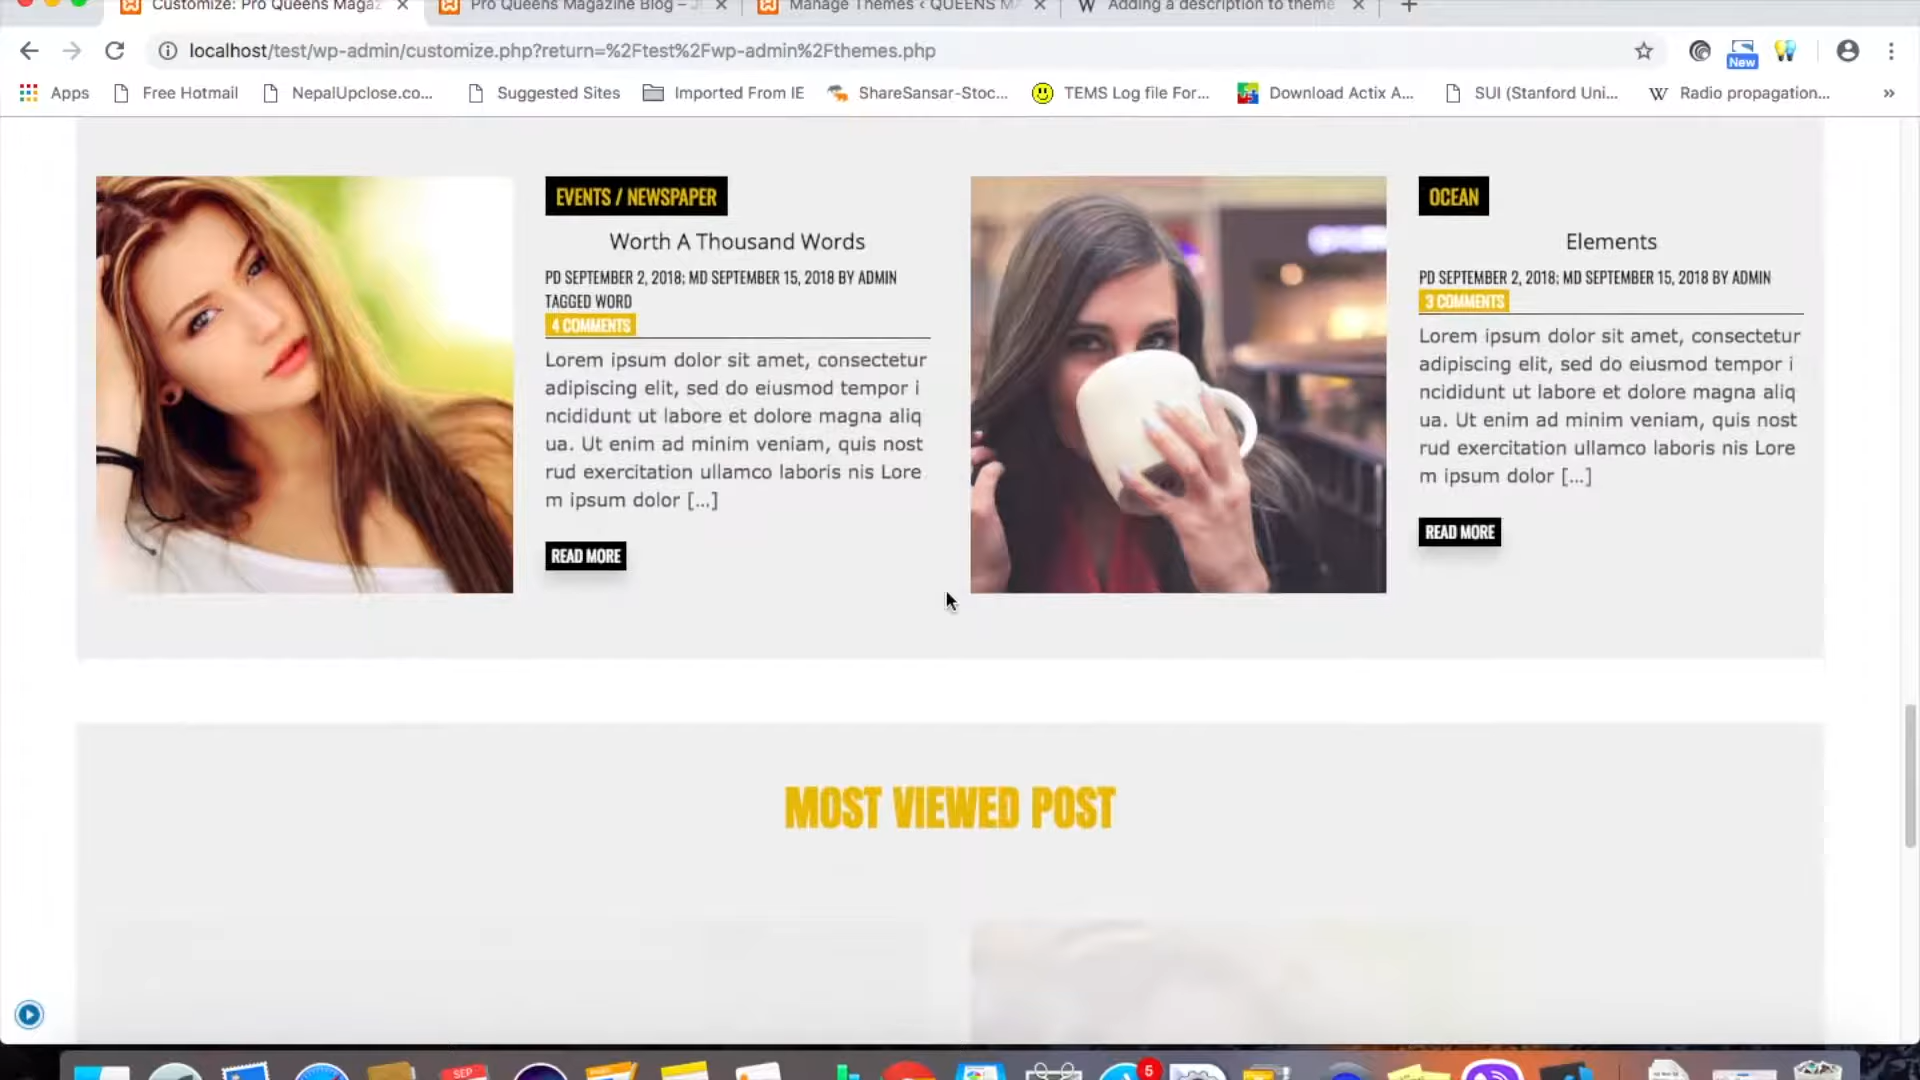 Customize: Pro Queens Magaz
Pro Queens Magazine Blog – J
Manage Themes ‹ QUEENS MA
W Adding a description to theme
localhost/test/wp-admin/customize.php?return=%2Ftest%2Fwp-admin%2Fthemes.php
New
Apps
Free Hotmail
NepalUpclose.co...
Suggested Sites
Imported From IE
ShareSansar-Stoc...
TEMS Log file For...
Download Actix A...
SUI (Stanford Uni...
W Radio propagation...
»
EVENTS / NEWSPAPER
Worth A Thousand Words
PD SEPTEMBER 2, 2018; MD SEPTEMBER 15, 2018 BY ADMIN
TAGGED WORD
4 COMMENTS
Lorem ipsum dolor sit amet, consectetur
adipiscing elit, sed do eiusmod tempor i
ncididunt ut labore et dolore magna aliq
ua. Ut enim ad minim veniam, quis nost
rud exercitation ullamco laboris nis Lore
m ipsum dolor [...]
READ MORE
OCEAN
Elements
PD SEPTEMBER 2, 2018; MD SEPTEMBER 15, 2018 BY ADMIN
3 COMMENTS
Lorem ipsum dolor sit amet, consectetur
adipiscing elit, sed do eiusmod tempor i
ncididunt ut labore et dolore magna aliq
ua. Ut enim ad minim veniam, quis nost
rud exercitation ullamco laboris nis Lore
m ipsum dolor [...]
READ MORE
MOST VIEWED POST
SEP
5